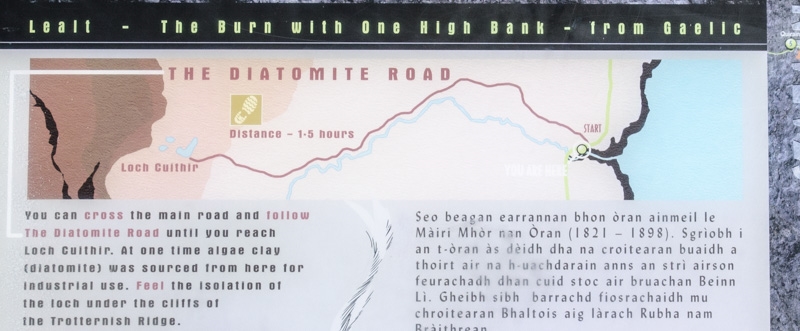 Lealt - The Burn with One High Bank - from Gaelic
THE DIATOMITE ROAD
Distance - 1·5 hours
START
Loch Cuithir
YOU ARE HERE
You can cross the main road and follow
The Diatomite Road until you reach
Loch Cuithir. At one time algae clay
(diatomite) was sourced from here for
industrial use. Feel the isolation of
the loch under the cliffs of
the Trotternish Ridge.
Seo beagan earrannan bhon òran ainmeil le
Màiri Mhòr nan Òran (1821 – 1898). Sgrìobh i
an t-òran às dèidh dha na croitearan buaidh a
thoirt air na h-uachdarain anns an strì airson
feurachadh dhan cuid stoc air bruachan Beinn
Lì. Gheibh sibh barrachd fiosrachaidh mu
chroitearan Bhaltois aig làrach Rubha nam
Bràithrean